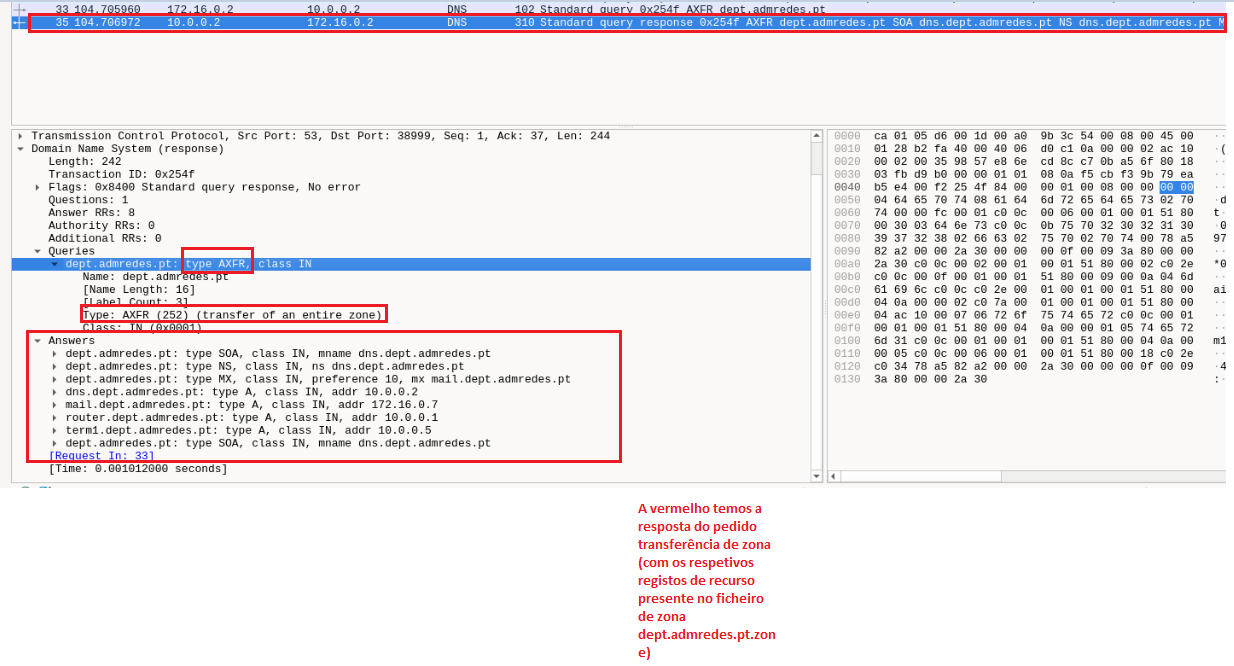 33 104.705960 172.16.0.2 10.0.0.2 DNS 102 Standard query 0x254f AXFR dept.admredes.pt
35 104.706972 10.0.0.2 172.16.0.2 DNS 310 Standard query response 0x254f AXFR dept.admredes.pt SOA dns.dept.admredes.pt NS dns.dept.admredes.pt M
Transmission Control Protocol, Src Port: 53, Dst Port: 38999, Seq: 1, Ack: 37, Len: 244
Domain Name System (response)
Length: 242
Transaction ID: 0x254f
Flags: 0x8400 Standard query response, No error
Questions: 1
Answer RRs: 8
Authority RRs: 0
Additional RRs: 0
Queries
dept.admredes.pt: type AXFR, class IN
Name: dept.admredes.pt
[Name Length: 16]
[Label Count: 3]
Type: AXFR (252) (transfer of an entire zone)
Class: IN (0x0001)
Answers
dept.admredes.pt: type SOA, class IN, mname dns.dept.admredes.pt
dept.admredes.pt: type NS, class IN, ns dns.dept.admredes.pt
dept.admredes.pt: type MX, class IN, preference 10, mx mail.dept.admredes.pt
dns.dept.admredes.pt: type A, class IN, addr 10.0.0.2
mail.dept.admredes.pt: type A, class IN, addr 172.16.0.7
router.dept.admredes.pt: type A, class IN, addr 10.0.0.1
term1.dept.admredes.pt: type A, class IN, addr 10.0.0.5
dept.admredes.pt: type SOA, class IN, mname dns.dept.admredes.pt
[Request In: 33]
[Time: 0.001012000 seconds]
0000 ca 01 05 d6 00 1d 00 a0 9b 3c 54 00 08 00 45 00 ··
0010 01 28 b2 fa 40 00 40 06 d0 c1 0a 00 00 02 ac 10 (
0020 00 02 00 35 98 57 e8 6e cd 8c c7 0b a5 6f 80 18 ··
0030 03 fb d9 b0 00 00 01 01 08 0a f5 cb f3 9b 79 ea ··
0040 b5 e4 00 f2 25 4f 84 00 00 01 00 08 00 00 00 00 ··
0050 04 64 65 70 74 08 61 64 6d 72 65 64 65 73 02 70 ·d
0060 74 00 00 fc 00 01 c0 0c 00 06 00 01 00 01 51 80 t·
0070 00 30 03 64 6e 73 c0 0c 0b 75 70 32 30 32 31 30 ·0
0080 39 37 32 38 02 66 63 02 75 70 02 70 74 00 78 a5 97
0090 82 a2 00 00 2a 30 00 00 00 0f 00 09 3a 80 00 00 ··
00a0 2a 30 c0 0c 00 02 00 01 00 01 51 80 00 02 c0 2e *0
00b0 c0 0c 00 0f 00 01 00 01 51 80 00 09 00 0a 04 6d ··
00c0 61 69 6c c0 0c c0 2e 00 01 00 01 00 01 51 80 00 ai
00d0 04 0a 00 00 02 c0 7a 00 01 00 01 00 01 51 80 00 ··
00e0 04 ac 10 00 07 06 72 6f 75 74 65 72 c0 0c 00 01 ··
00f0 00 01 00 01 51 80 00 04 0a 00 00 01 05 74 65 72 ··
0100 6d 31 c0 0c 00 01 00 01 00 01 51 80 00 04 0a 00 m1
0110 00 05 c0 0c 00 06 00 01 00 01 51 80 00 18 c0 2e ··
0120 c0 34 78 a5 82 a2 00 00 2a 30 00 00 00 0f 00 09 ·4
0130 3a 80 00 00 2a 30 :·
A vermelho temos a
resposta do pedido
transferência de zona
(com os respetivos
registos de recurso
presente no ficheiro
de zona
dept.admredes.pt.zon
e)